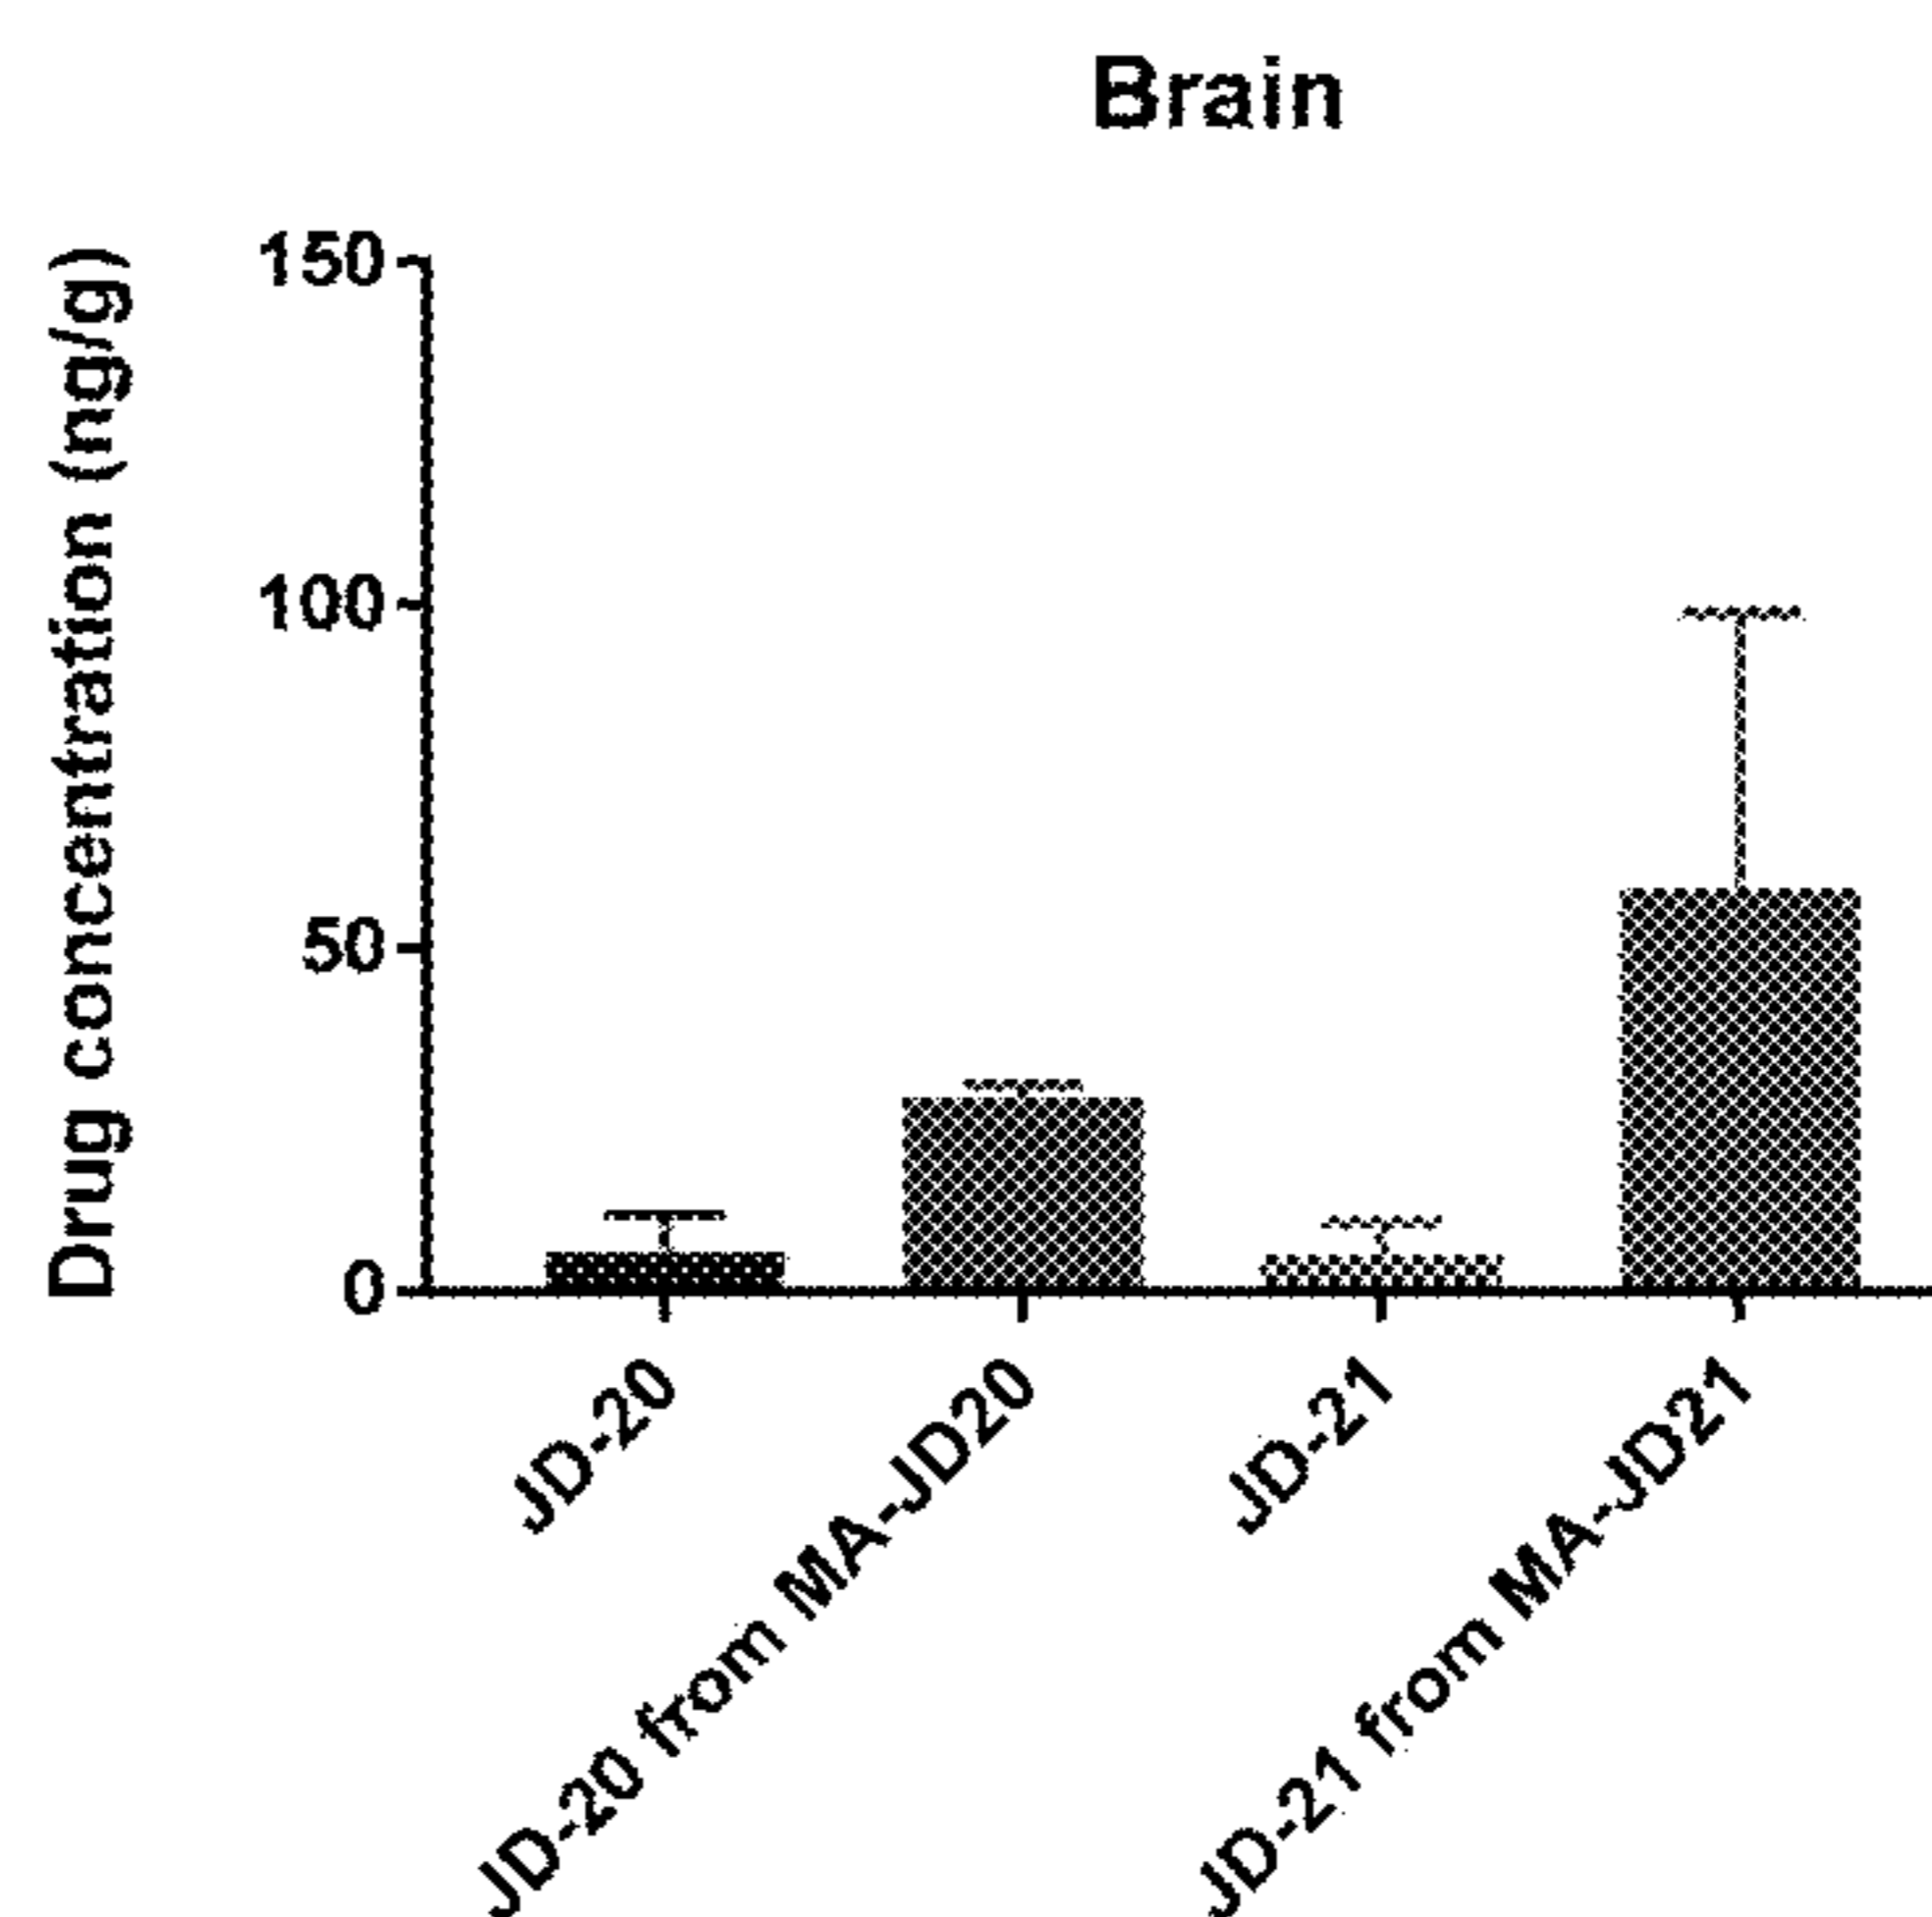 Brain
Drug concentration (ng/g)
150
100
50
0
JD-20
JD-20 from MA-JD20
JD-21
JD-21 from MA-JD21